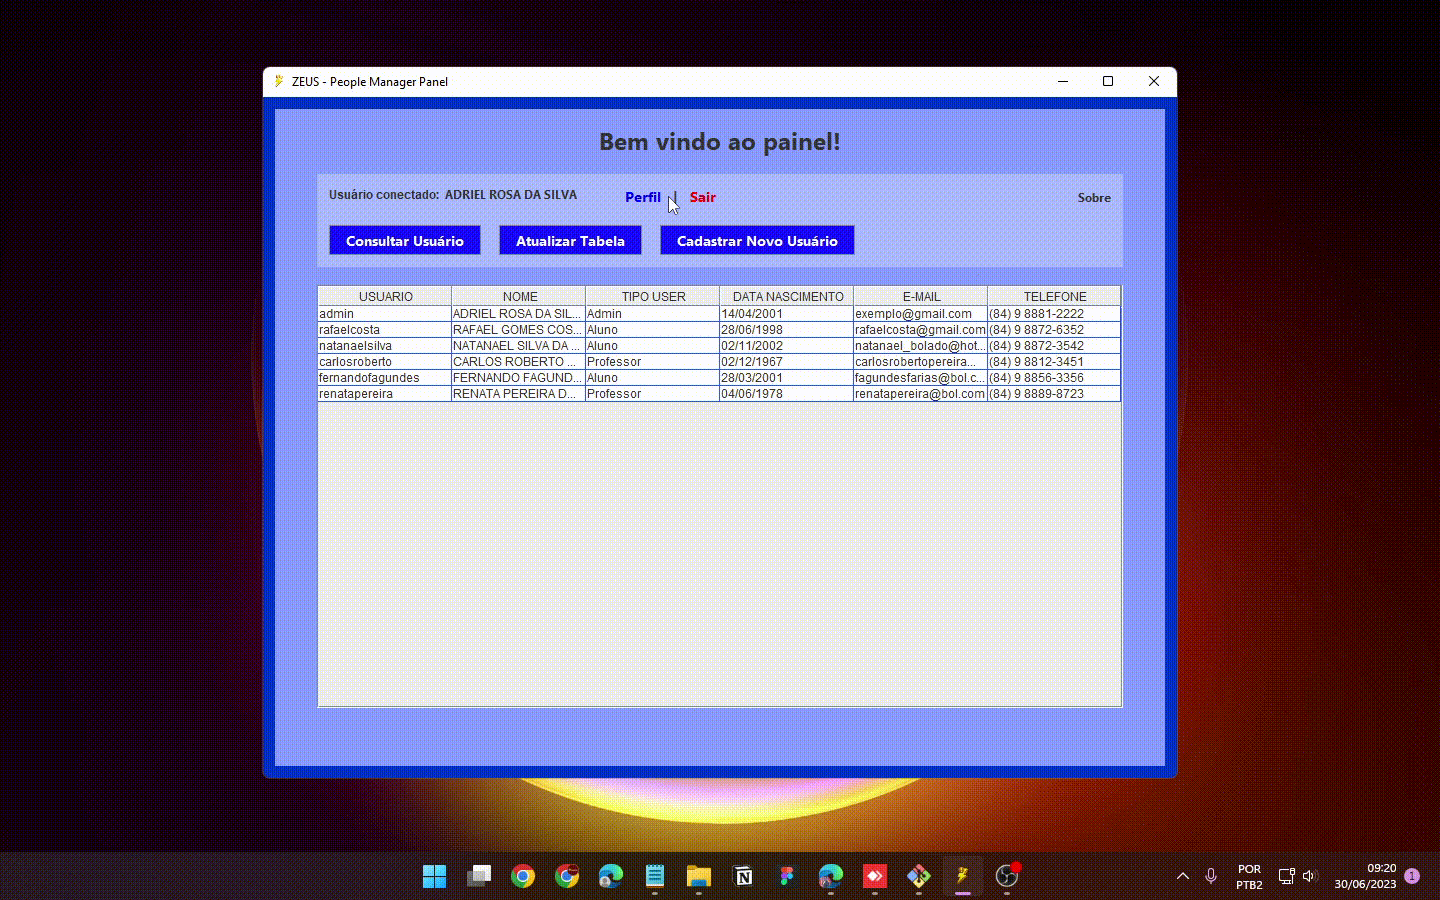 ZEUS - People Manager Panel
Bem vindo ao painel!
Usuário conectado: ADRIEL ROSA DA SILVA Perfil | Sair Sobre
Consultar Usuário Atualizar Tabela Cadastrar Novo Usuário
USUARIO NOME TIPO USER DATA NASCIMENTO E-MAIL TELEFONE
admin ADRIEL ROSA DA SIL... Admin 14/04/2001 exemplo@gmail.com (84) 9 8881-2222
rafaelcosta RAFAEL GOMES COS... Aluno 28/06/1998 rafaelcosta@gmail.com (84) 9 8872-6352
natanaelsilva NATANAEL SILVA DA ... Aluno 02/11/2002 natanael_bolado@hot... (84) 9 8872-3542
carlosroberto CARLOS ROBERTO ... Professor 02/12/1967 carlosrobertopereira... (84) 9 8812-3451
fernandofagundes FERNANDO FAGUND... Aluno 28/03/2001 fagundesfarias@bol.c... (84) 9 8856-3356
renatapereira RENATA PEREIRA D... Professor 04/06/1978 renatapereira@bol.com (84) 9 8889-8723
POR 09:20
PTB2 30/06/2023 1